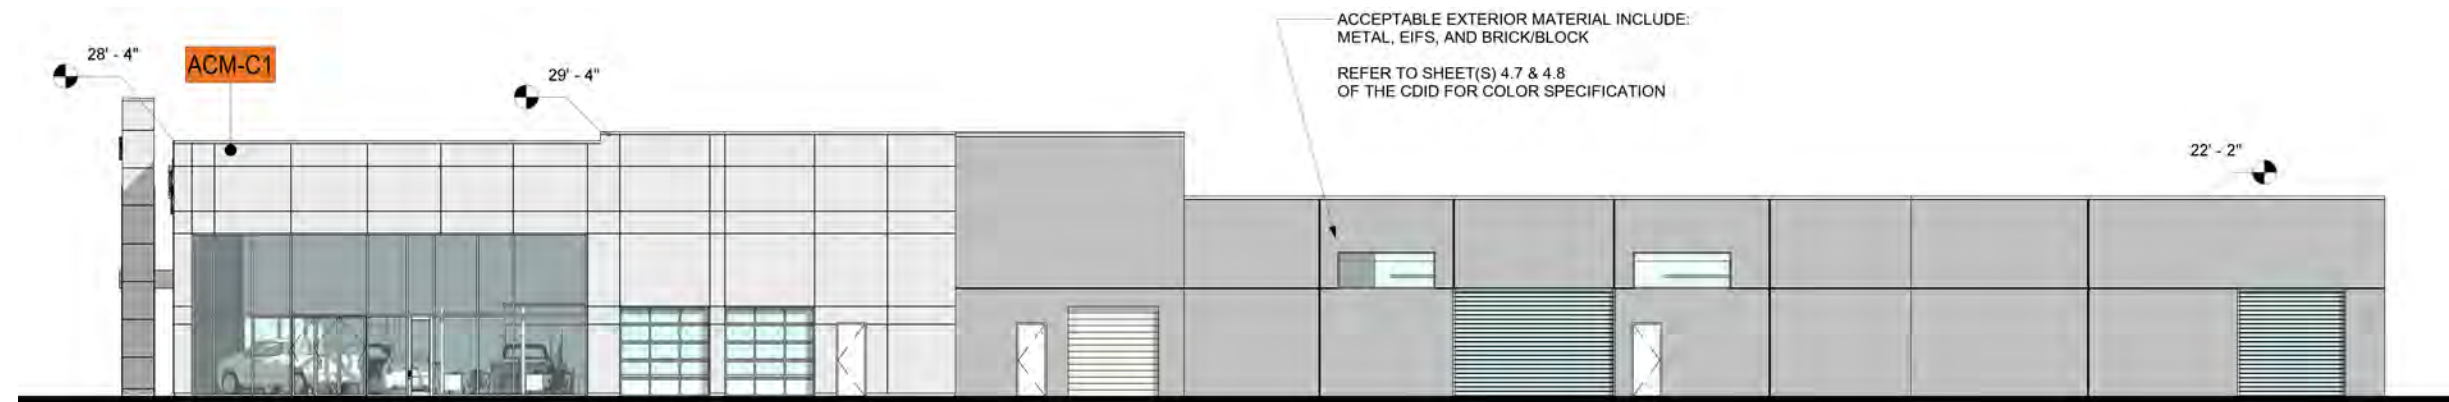 ACCEPTABLE EXTERIOR MATERIAL INCLUDE:
METAL, EIFS, AND BRICK/BLOCK
REFER TO SHEET(S) 4.7 & 4.8
OF THE CDID FOR COLOR SPECIFICATION
28' - 4"
ACM-C1
29' - 4"
22' - 2"